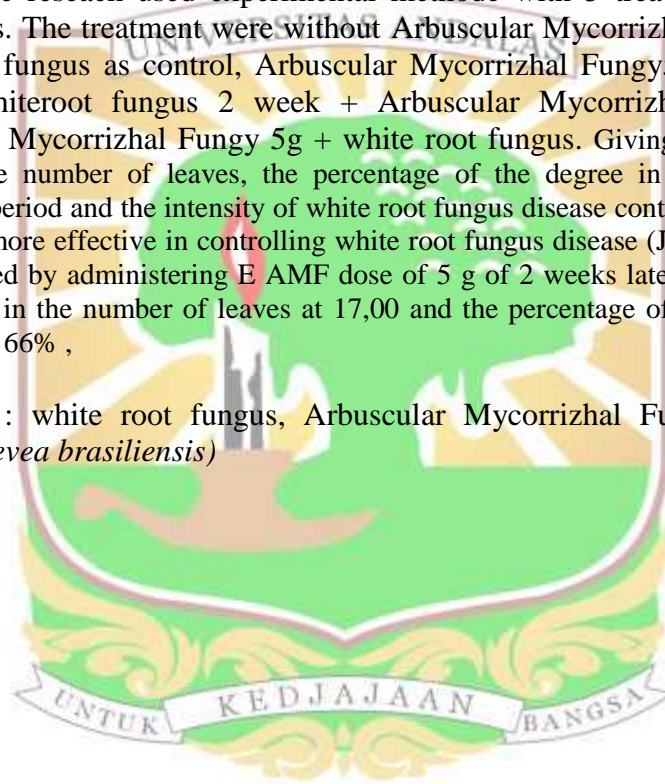 reseach used experimental methode with 5
s. The treatment were without Arbuscular Mycorrizh
UNIVERSITAS ANDALAS
fungus as control, Arbuscular Mycorrizhal Fungy,
hiteroot fungus 2 week + Arbuscular Mycorrizh
Mycorrizhal Fungy 5g + white root fungus. Giving
e number of leaves, the percentage of the degree in
period and the intensity of white root fungus disease cont
more effective in controlling white root fungus disease (J
ed by administering E AMF dose of 5 g of 2 weeks late
in the number of leaves at 17,00 and the percentage of
66% ,
: white root fungus, Arbuscular Mycorrizhal Fu
evea brasiliensis)
UNTUK KEDJAJAAN BANGSA